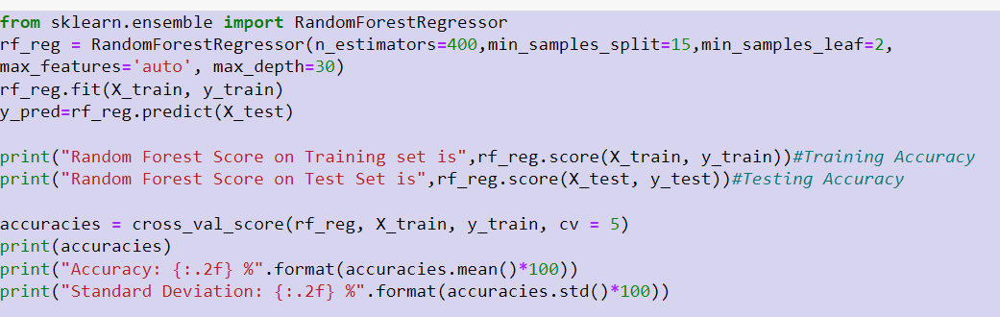 from sklearn.ensemble import RandomForestRegressor
rf_reg = RandomForestRegressor(n_estimators=400,min_samples_split=15,min_samples_leaf=2,
max_features='auto', max_depth=30)
rf_reg.fit(X_train, y_train)
y_pred=rf_reg.predict(X_test)
print("Random Forest Score on Training set is",rf_reg.score(X_train, y_train))#Training Accuracy
print("Random Forest Score on Test Set is",rf_reg.score(X_test, y_test))#Testing Accuracy
accuracies = cross_val_score(rf_reg, X_train, y_train, cv = 5)
print(accuracies)
print("Accuracy: {:.2f} %".format(accuracies.mean()*100))
print("Standard Deviation: {:.2f} %".format(accuracies.std()*100))